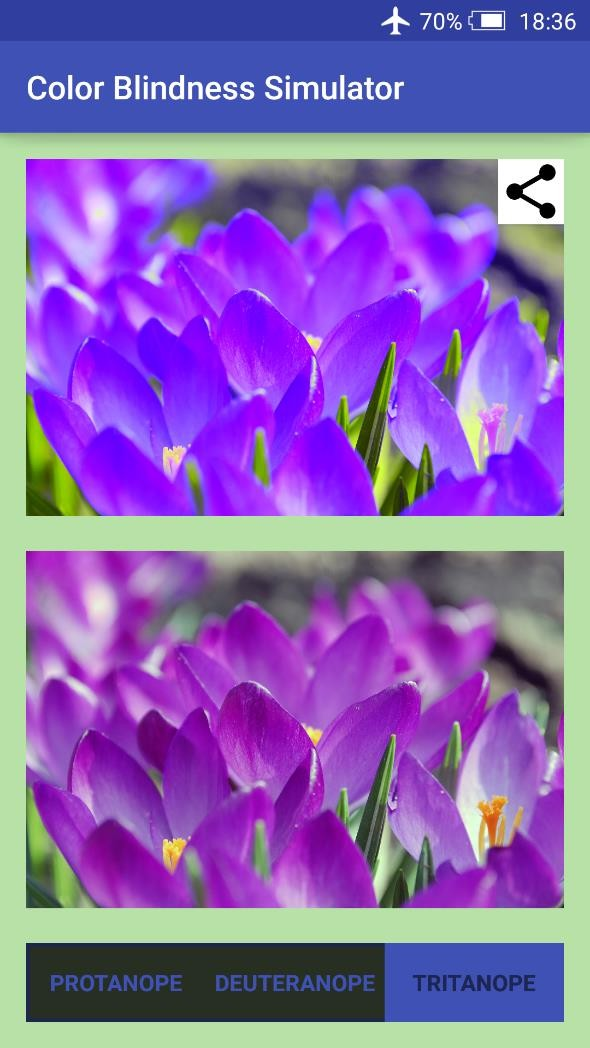 70% 18:36
Color Blindness Simulator
PROTANOPE DEUTERANOPE TRITANOPE